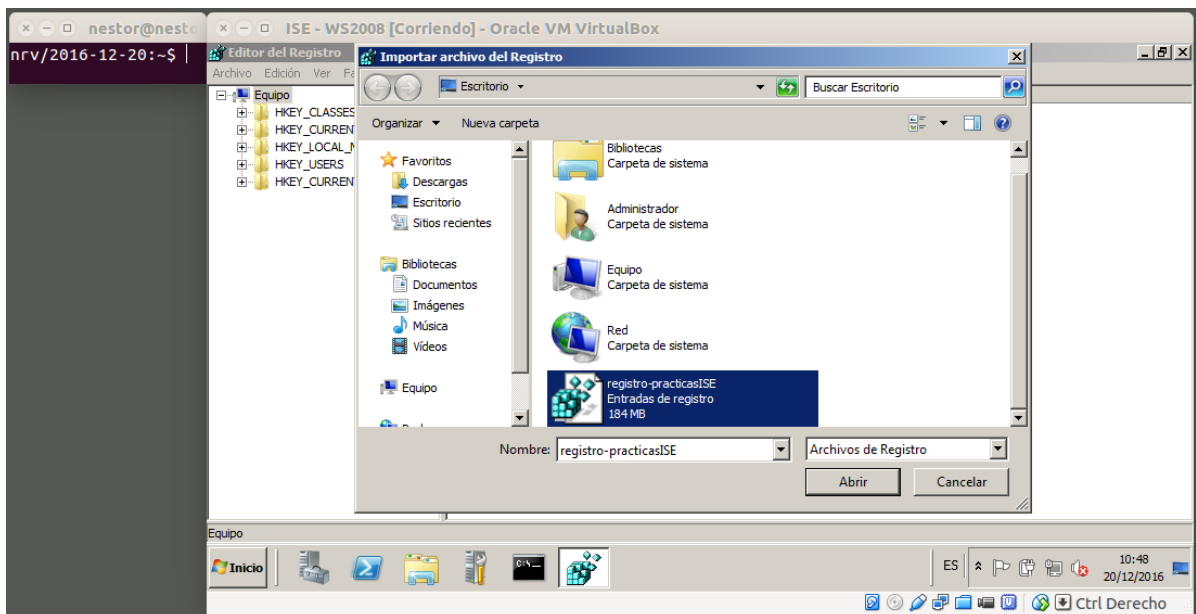 nestor@nesto
ISE - WS2008 [Corriendo] - Oracle VM VirtualBox
nrv/2016-12-20:~$
Editor del Registro
Archivo Edición Ver Fa
Equipo
HKEY_CLASSES
HKEY_CURREN
HKEY_LOCAL_M
HKEY_USERS
HKEY_CURREN
Importar archivo del Registro
Escritorio
Buscar Escritorio
Organizar
Nueva carpeta
Favoritos
Descargas
Escritorio
Sitios recientes
Bibliotecas
Documentos
Imágenes
Música
Vídeos
Equipo
Bibliotecas
Carpeta de sistema
Administrador
Carpeta de sistema
Equipo
Carpeta de sistema
Red
Carpeta de sistema
registro-practicasISE
Entradas de registro
184 MB
Nombre: registro-practicasISE
Archivos de Registro
Abrir
Cancelar
Equipo
Inicio
C:\
ES
10:48
20/12/2016
Ctrl Derecho